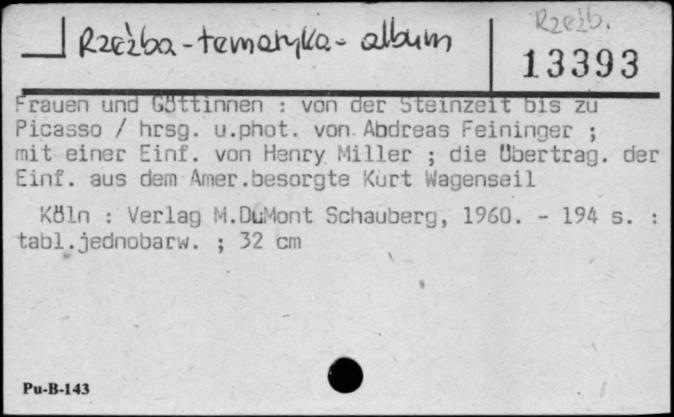 Rzeźb.
Rzeźba - tematyka - album
13393
Frauen und Göttinnen : von der Steinzeit bis zu
Picasso / hrsg. u.phot. von Abdreas Feininger ;
mit einer Einf. von Henry Miller ; die Übertrag. der
Einf. aus dem Amer.besorgte Kurt Wagenseil
Köln : Verlag M.DuMont Schauberg, 1960. - 194 s. :
tabl.jednobarw. ; 32 cm
Pu-B-143